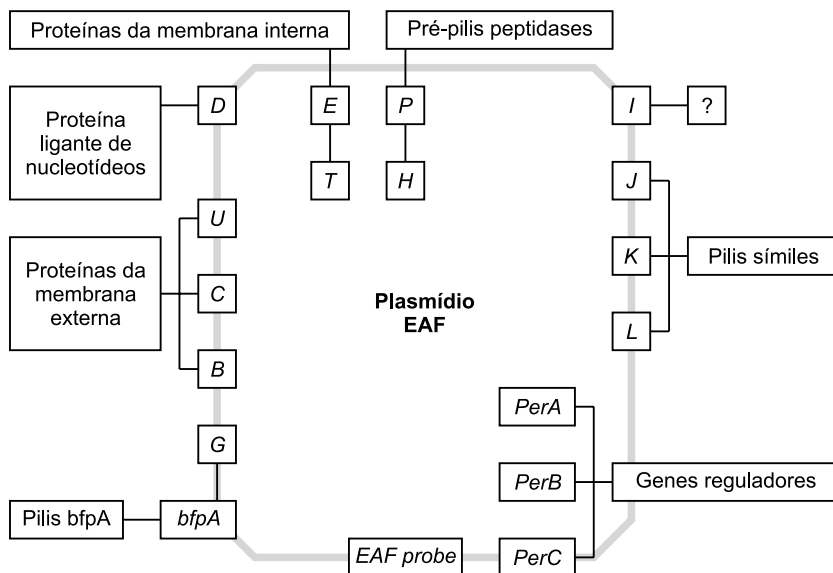 Proteínas da membrana interna
Pré-pilis peptidases
D
E
P
I
?
Proteína
ligante de
nucleotídeos
T
H
J
U
K
Pilis símiles
Proteínas da
membrana
externa
C
Plasmídio
EAF
L
B
PerA
G
PerB
Genes reguladores
Pilis bfpA
bfpA
EAF probe
PerC